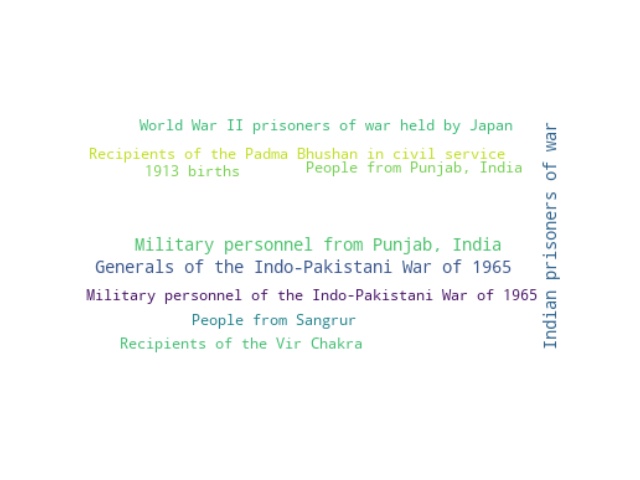 World War II prisoners of war held by Japan
Recipients of the Padma Bhushan in civil service
People from Punjab, India
1913 births
Indian prisoners of war
Military personnel from Punjab, India
Generals of the Indo-Pakistani War of 1965
Military personnel of the Indo-Pakistani War of 1965
People from Sangrur
Recipients of the Vir Chakra